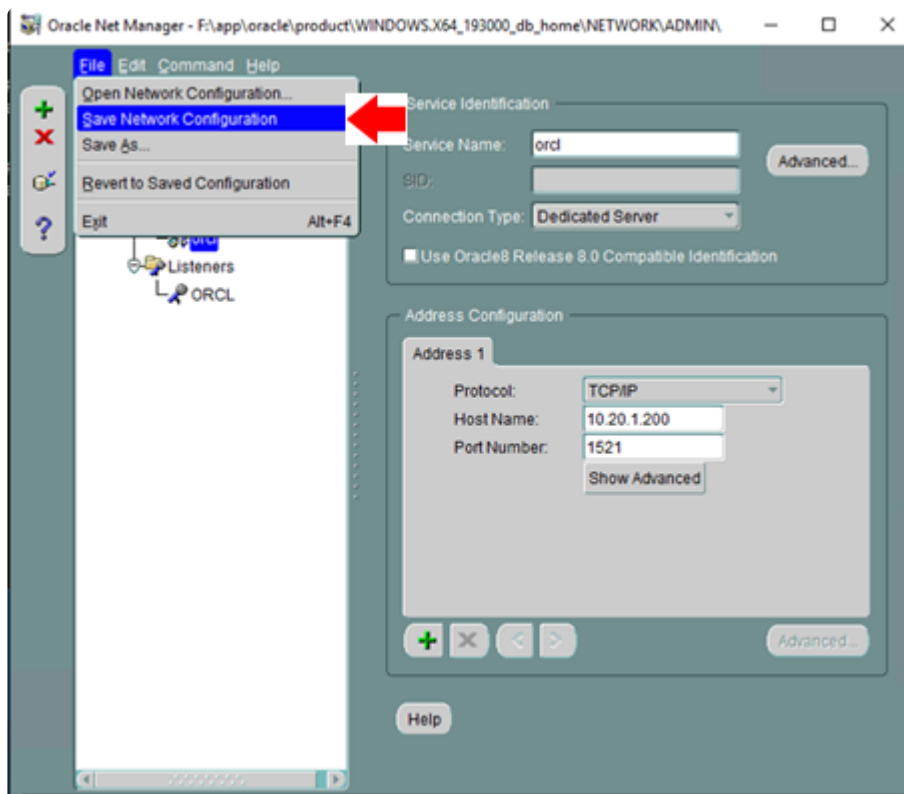 Oracle Net Manager - F:\app\oracle\product\WINDOWS.X64_193000_db_home\NETWORK\ADMIN\
File Edit Command Help
Open Network Configuration...
Save Network Configuration
Save As...
Revert to Saved Configuration
Exit Alt+F4
orcl
Listeners
ORCL
Service Identification
Service Name: orcl
Advanced...
SID:
Connection Type: Dedicated Server
Use Oracle8 Release 8.0 Compatible Identification
Address Configuration
Address 1
Protocol: TCP/IP
Host Name: 10.20.1.200
Port Number: 1521
Show Advanced
Advanced...
Help